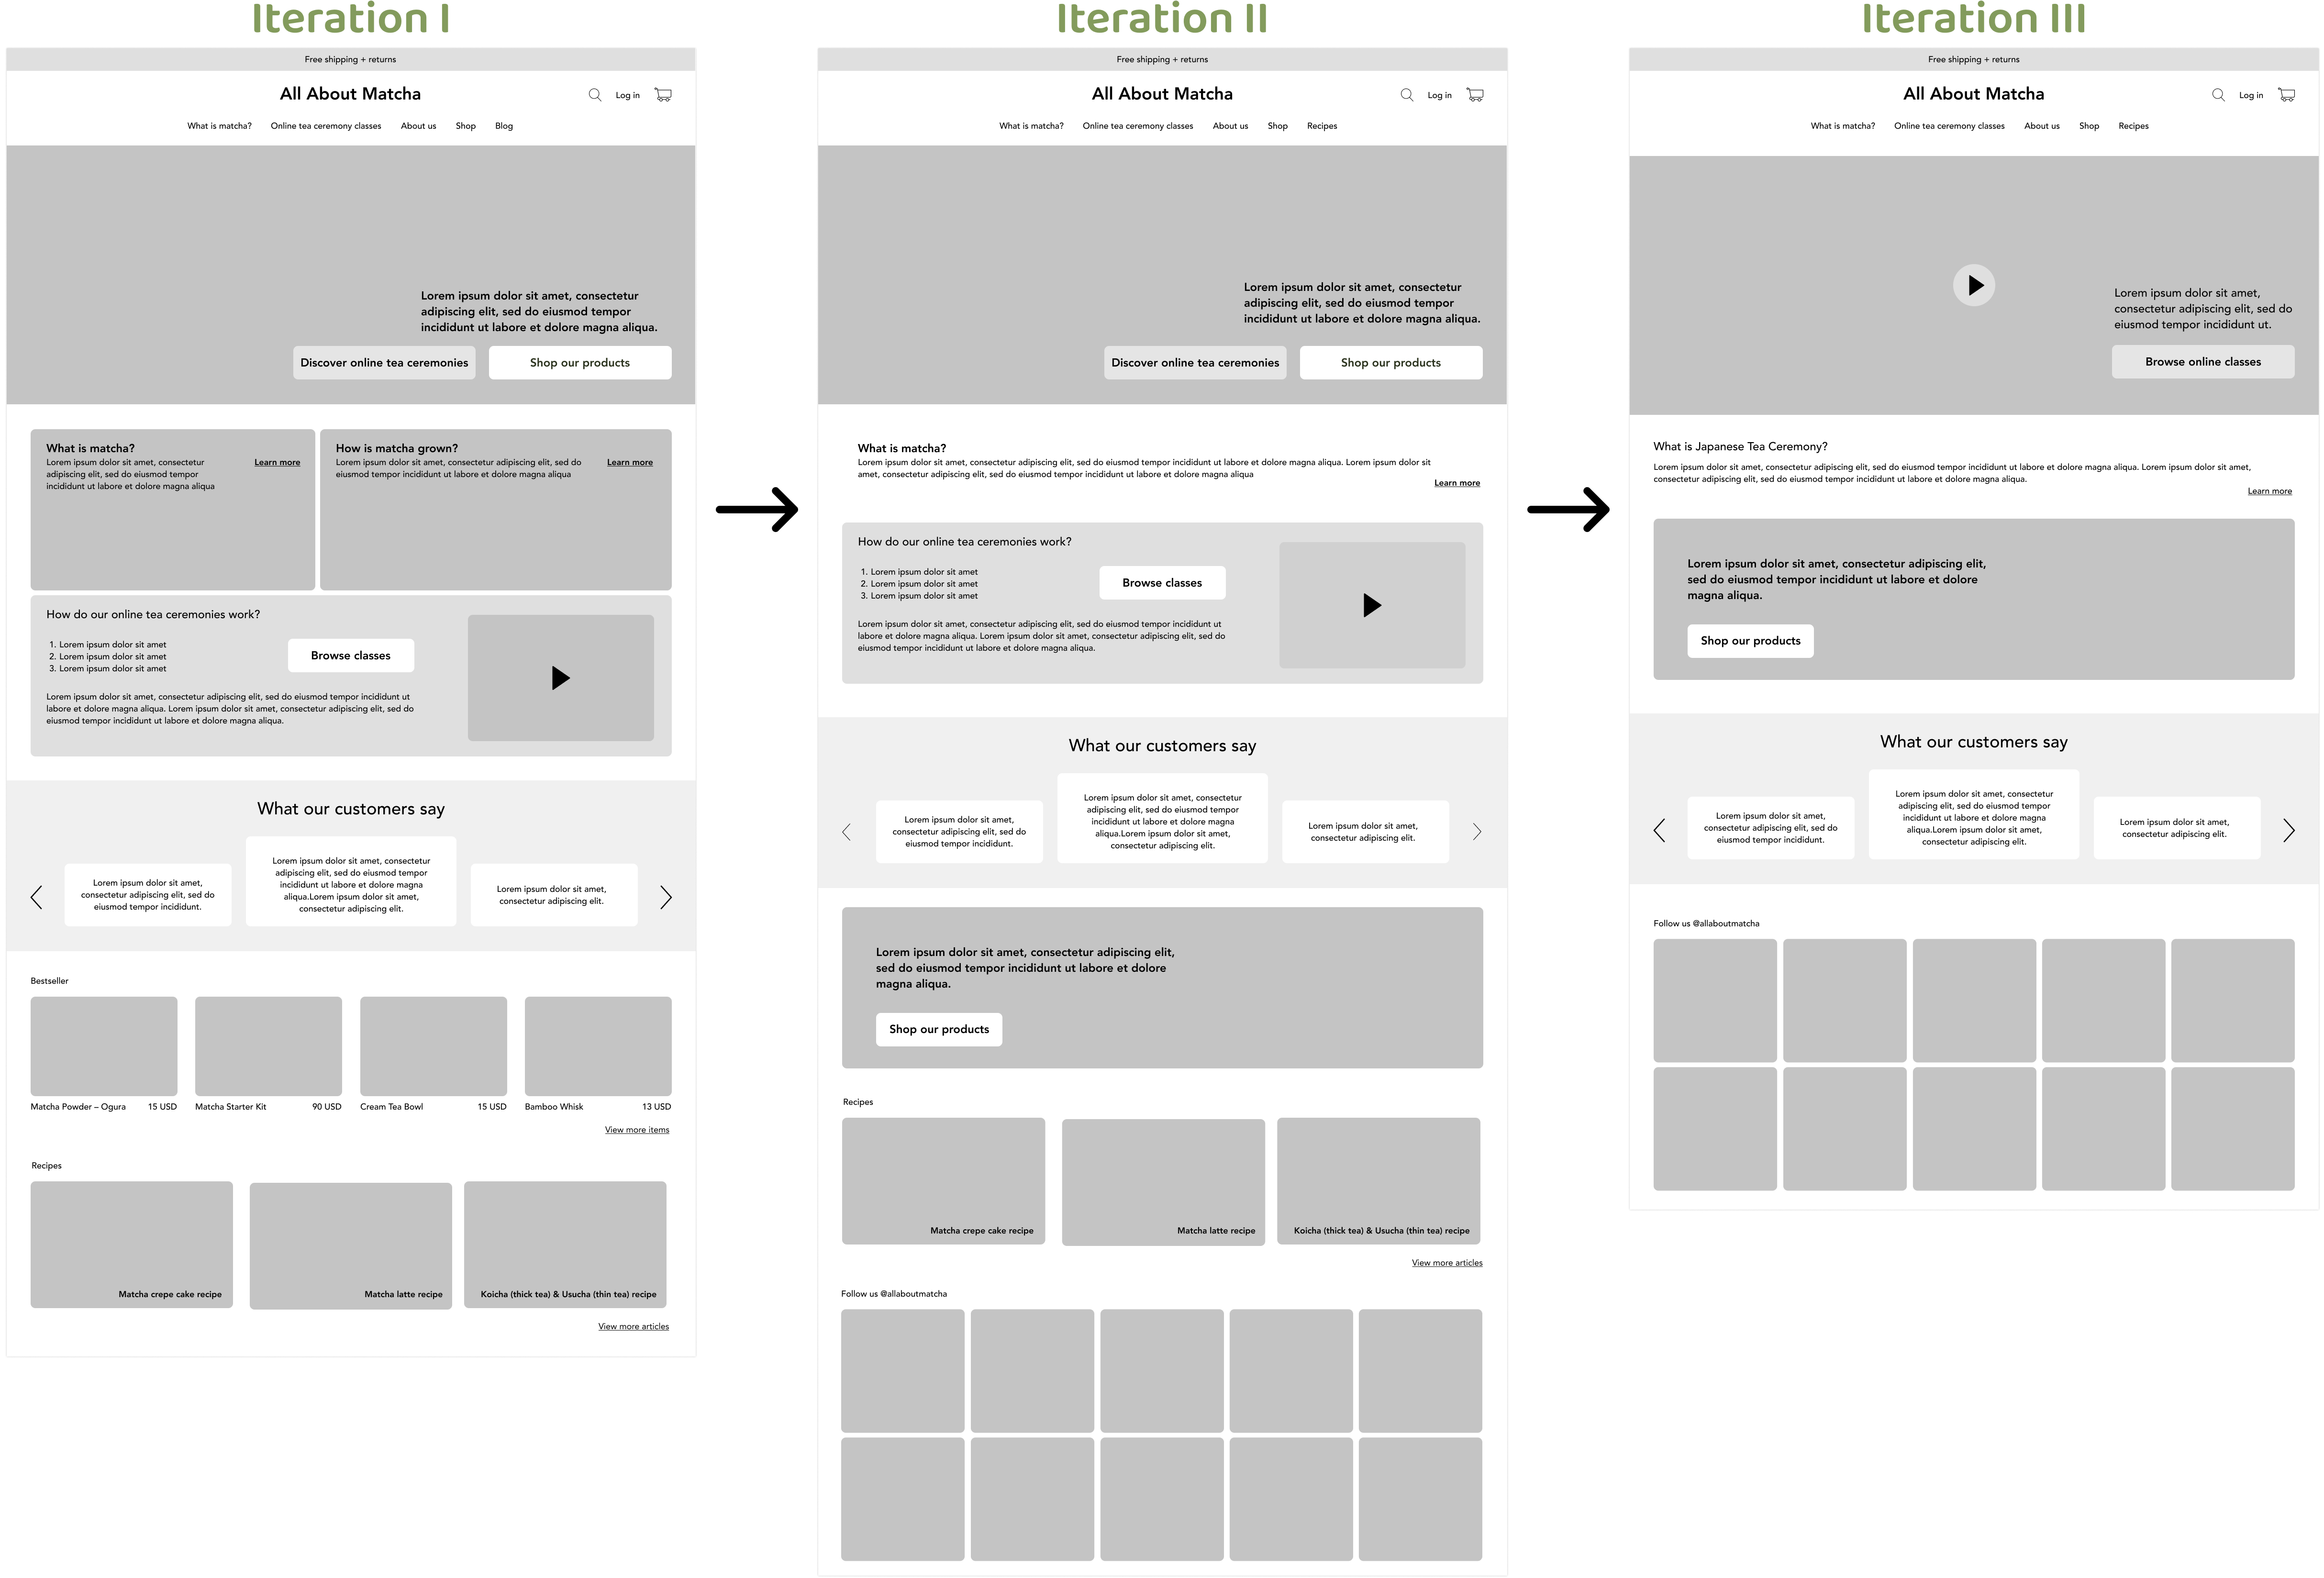 Iteration I
Free shipping + returns
All About Matcha
Log in
What is matcha? Online tea ceremony classes About us Shop Blog
Lorem ipsum dolor sit amet, consectetur
adipiscing elit, sed do eiusmod tempor
incididunt ut labore et dolore magna aliqua.
Discover online tea ceremonies
Shop our products
What is matcha?
Lorem ipsum dolor sit amet, consectetur
adipiscing elit, sed do eiusmod tempor
incididunt ut labore et dolore magna aliqua
Learn more
How is matcha grown?
Lorem ipsum dolor sit amet, consectetur adipiscing elit, sed do
eiusmod tempor incididunt ut labore et dolore magna aliqua
Learn more
How do our online tea ceremonies work?
1. Lorem ipsum dolor sit amet
2. Lorem ipsum dolor sit amet
3. Lorem ipsum dolor sit amet
Browse classes
Lorem ipsum dolor sit amet, consectetur adipiscing elit, sed do eiusmod tempor incididunt ut
labore et dolore magna aliqua. Lorem ipsum dolor sit amet, consectetur adipiscing elit, sed do
eiusmod tempor incididunt ut labore et dolore magna aliqua.
What our customers say
Lorem ipsum dolor sit amet,
consectetur adipiscing elit, sed do
eiusmod tempor incididunt.
Lorem ipsum dolor sit amet, consectetur
adipiscing elit, sed do eiusmod tempor
incididunt ut labore et dolore magna
aliqua.Lorem ipsum dolor sit amet,
consectetur adipiscing elit.
Lorem ipsum dolor sit amet,
consectetur adipiscing elit.
Bestseller
Matcha Powder – Ogura 15 USD
Matcha Starter Kit 90 USD
Cream Tea Bowl 15 USD
Bamboo Whisk 13 USD
View more items
Recipes
Matcha crepe cake recipe
Matcha latte recipe
Koicha (thick tea) & Usucha (thin tea) recipe
View more articles
Iteration II
Free shipping + returns
All About Matcha
Log in
What is matcha? Online tea ceremony classes About us Shop Recipes
Lorem ipsum dolor sit amet, consectetur
adipiscing elit, sed do eiusmod tempor
incididunt ut labore et dolore magna aliqua.
Discover online tea ceremonies
Shop our products
What is matcha?
Lorem ipsum dolor sit amet, consectetur adipiscing elit, sed do eiusmod tempor incididunt ut labore et dolore magna aliqua. Lorem ipsum dolor sit
amet, consectetur adipiscing elit, sed do eiusmod tempor incididunt ut labore et dolore magna aliqua
Learn more
How do our online tea ceremonies work?
1. Lorem ipsum dolor sit amet
2. Lorem ipsum dolor sit amet
3. Lorem ipsum dolor sit amet
Browse classes
Lorem ipsum dolor sit amet, consectetur adipiscing elit, sed do eiusmod tempor incididunt ut
labore et dolore magna aliqua. Lorem ipsum dolor sit amet, consectetur adipiscing elit, sed do
eiusmod tempor incididunt ut labore et dolore magna aliqua.
What our customers say
Lorem ipsum dolor sit amet,
consectetur adipiscing elit, sed do
eiusmod tempor incididunt.
Lorem ipsum dolor sit amet, consectetur
adipiscing elit, sed do eiusmod tempor
incididunt ut labore et dolore magna
aliqua.Lorem ipsum dolor sit amet,
consectetur adipiscing elit.
Lorem ipsum dolor sit amet,
consectetur adipiscing elit.
Lorem ipsum dolor sit amet, consectetur adipiscing elit,
sed do eiusmod tempor incididunt ut labore et dolore
magna aliqua.
Shop our products
Recipes
Matcha crepe cake recipe
Matcha latte recipe
Koicha (thick tea) & Usucha (thin tea) recipe
View more articles
Follow us @allaboutmatcha
Iteration III
Free shipping + returns
All About Matcha
Log in
What is matcha? Online tea ceremony classes About us Shop Recipes
Lorem ipsum dolor sit amet,
consectetur adipiscing elit, sed do
eiusmod tempor incididunt ut.
Browse online classes
What is Japanese Tea Ceremony?
Lorem ipsum dolor sit amet, consectetur adipiscing elit, sed do eiusmod tempor incididunt ut labore et dolore magna aliqua. Lorem ipsum dolor sit amet,
consectetur adipiscing elit, sed do eiusmod tempor incididunt ut labore et dolore magna aliqua.
Learn more
Lorem ipsum dolor sit amet, consectetur adipiscing elit,
sed do eiusmod tempor incididunt ut labore et dolore
magna aliqua.
Shop our products
What our customers say
Lorem ipsum dolor sit amet,
consectetur adipiscing elit, sed do
eiusmod tempor incididunt.
Lorem ipsum dolor sit amet, consectetur
adipiscing elit, sed do eiusmod tempor
incididunt ut labore et dolore magna
aliqua.Lorem ipsum dolor sit amet,
consectetur adipiscing elit.
Lorem ipsum dolor sit amet,
consectetur adipiscing elit.
Follow us @allaboutmatcha